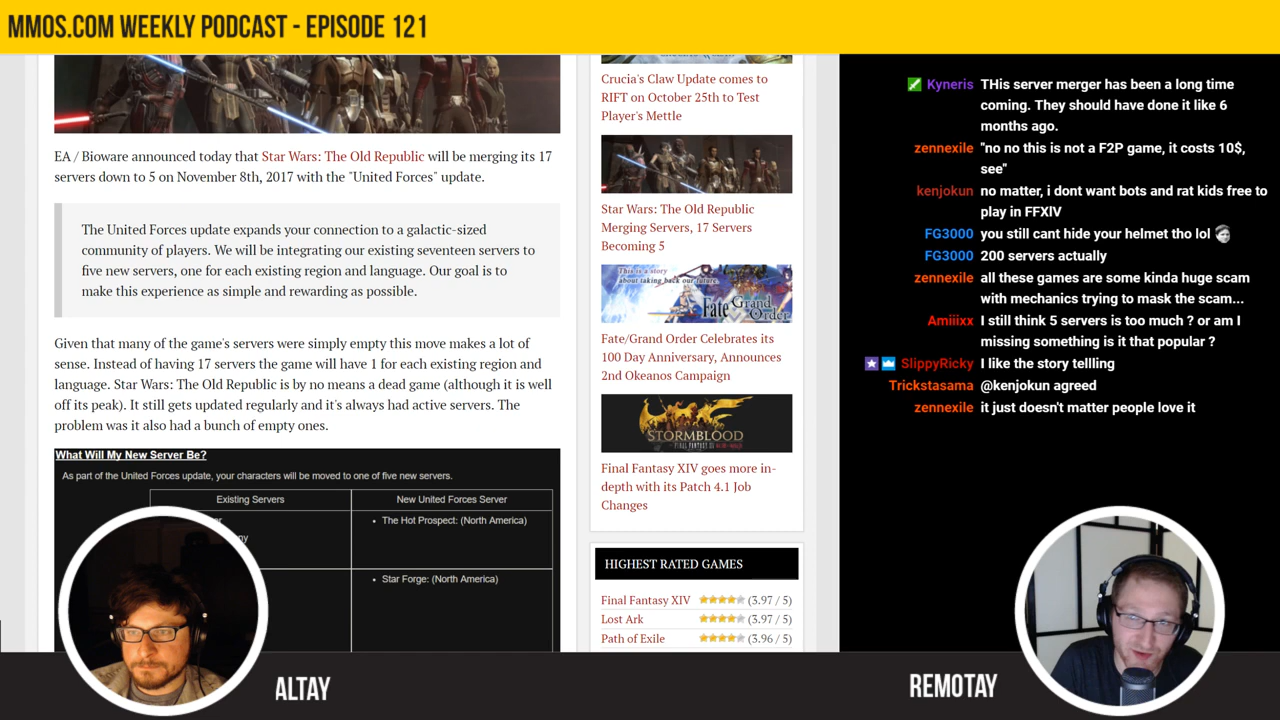 MMOS.COM WEEKLY PODCAST - EPISODE 121
EA / Bioware announced today that Star Wars: The Old Republic will be merging its 17
servers down to 5 on November 8th, 2017 with the "United Forces" update.
The United Forces update expands your connection to a galactic-sized
community of players. We will be integrating our existing seventeen servers to
five new servers, one for each existing region and language. Our goal is to
make this experience as simple and rewarding as possible.
Given that many of the game's servers were simply empty this move makes a lot of
sense. Instead of having 17 servers the game will have 1 for each existing region and
language. Star Wars: The Old Republic is by no means a dead game (although it is well
off its peak). It still gets updated regularly and it's always had active servers. The
problem was it also had a bunch of empty ones.
What Will My New Server Be?
As part of the United Forces update, your characters will be moved to one of five new servers.
Existing Servers
New United Forces Server
• The Hot Prospect: (North America)
• Star Forge: (North America)
Crucia's Claw Update comes to
RIFT on October 25th to Test
Player's Mettle
Star Wars: The Old Republic
Merging Servers, 17 Servers
Becoming 5
This is a story
about taking back our future.
Fate
Grand
Order
Fate/Grand Order Celebrates its
100 Day Anniversary, Announces
2nd Okeanos Campaign
STORMBLOOD
Final Fantasy XIV goes more in-
depth with its Patch 4.1 Job
Changes
HIGHEST RATED GAMES
Final Fantasy XIV (3.97 / 5)
Lost Ark (3.97 / 5)
Path of Exile (3.96 / 5)
Kyneris THis server merger has been a long time
coming. They should have done it like 6
months ago.
zennexile "no no this is not a F2P game, it costs 10$,
see"
kenjokun no matter, i dont want bots and rat kids free to
play in FFXIV
FG3000 you still cant hide your helmet tho lol
FG3000 200 servers actually
zennexile all these games are some kinda huge scam
with mechanics trying to mask the scam...
Amiiixx I still think 5 servers is too much ? or am I
missing something is it that popular ?
SlippyRicky I like the story tellling
Trickstasama @kenjokun agreed
zennexile it just doesn't matter people love it
ALTAY
REMOTAY